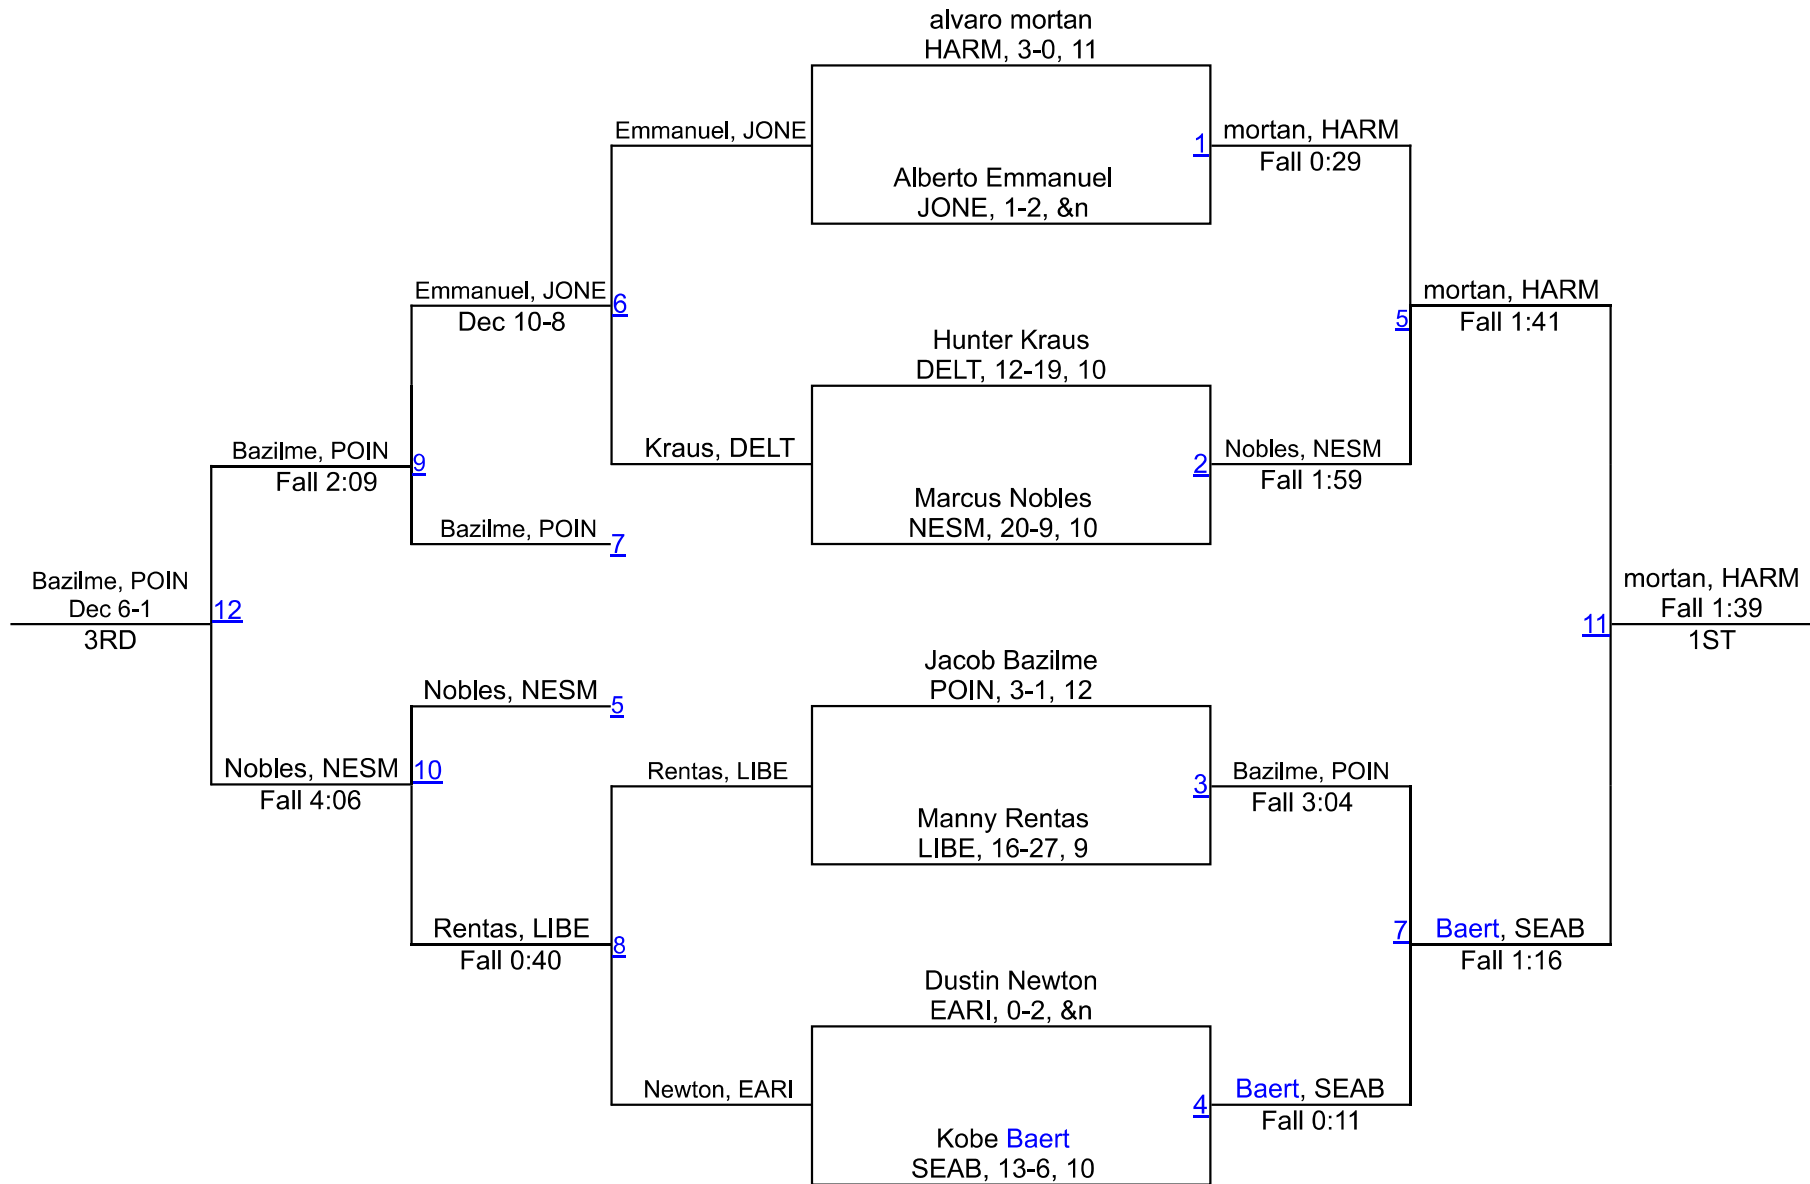 alvaro mortan
HARM, 3-0, 11
Emmanuel, JONE
1
mortan, HARM
Fall 0:29
Alberto Emmanuel
JONE, 1-2, &n
Emmanuel, JONE
Dec 10-8
6
mortan, HARM
Fall 1:41
5
Hunter Kraus
DELT, 12-19, 10
Bazilme, POIN
Fall 2:09
9
Kraus, DELT
2
Nobles, NESM
Fall 1:59
Marcus Nobles
NESM, 20-9, 10
Bazilme, POIN
7
Bazilme, POIN
Dec 6-1
3RD
12
mortan, HARM
Fall 1:39
1ST
11
Jacob Bazilme
POIN, 3-1, 12
Nobles, NESM
5
Nobles, NESM
Fall 4:06
10
Rentas, LIBE
3
Bazilme, POIN
Fall 3:04
Manny Rentas
LIBE, 16-27, 9
Rentas, LIBE
Fall 0:40
8
7
Baert, SEAB
Fall 1:16
Dustin Newton
EARI, 0-2, &n
Newton, EARI
4
Baert, SEAB
Fall 0:11
Kobe Baert
SEAB, 13-6, 10